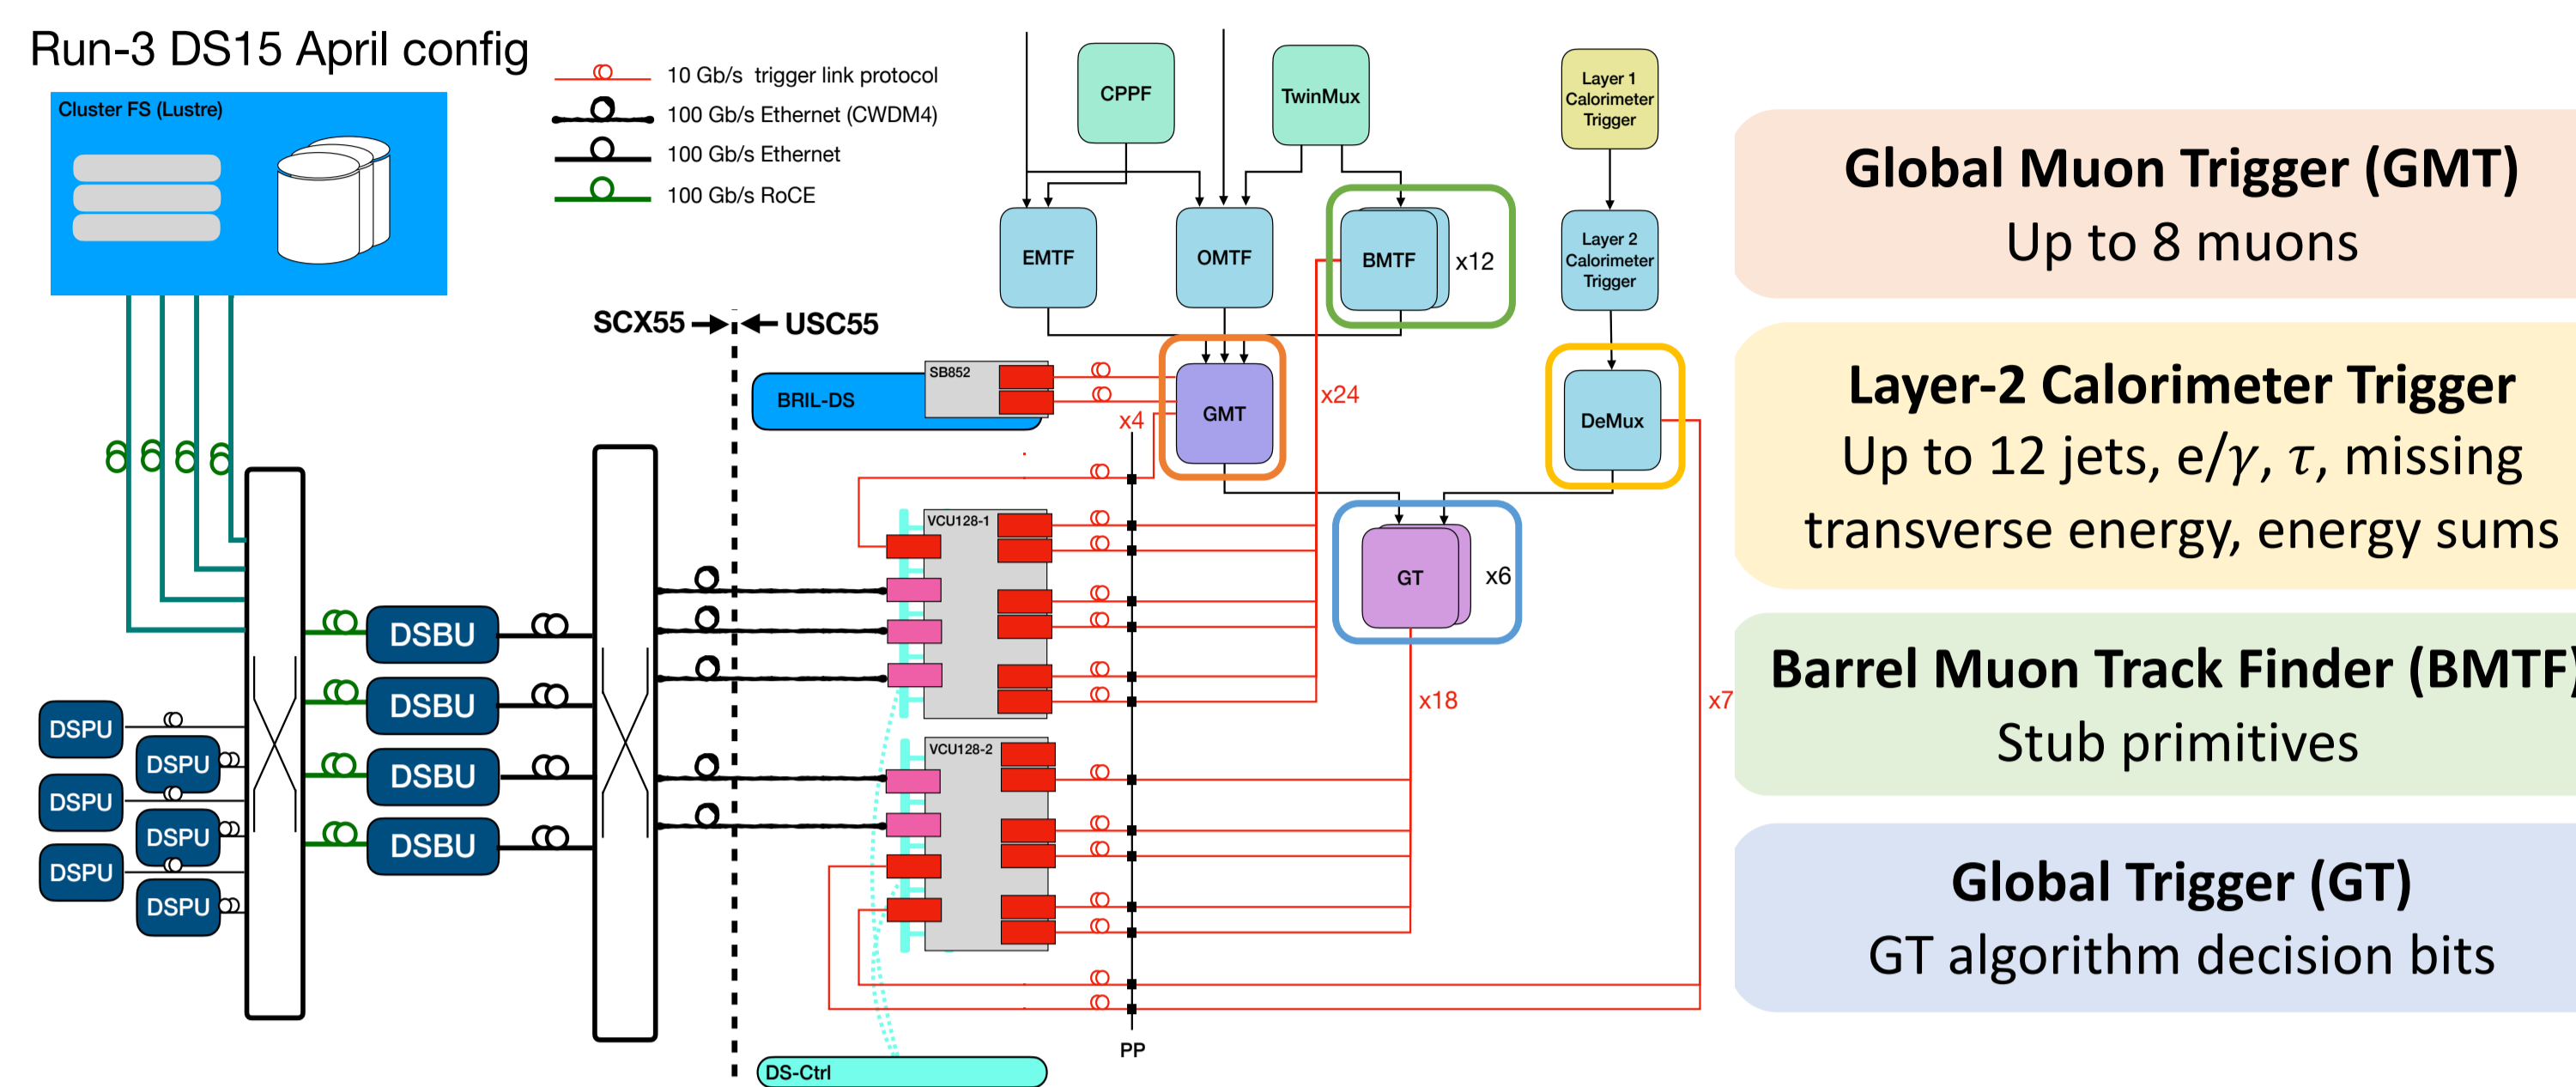 Run-3 DS15 April config
Cluster FS (Lustre)
10 Gb/s trigger link protocol
100 Gb/s Ethernet (CWDM4)
100 Gb/s Ethernet
100 Gb/s RoCE
CPPF
TwinMux
Layer 1
Calorimeter
Trigger
EMTF
OMTF
BMTF
x12
Layer 2
Calorimeter
Trigger
SCX55
USC55
SB852
BRIL-DS
x4
GMT
x24
DeMux
VCU128-1
GT
x6
x18
x7
VCU128-2
DSBU
DSBU
DSBU
DSBU
DSPU
DSPU
DSPU
DSPU
DSPU
DSPU
PP
DS-Ctrl
Global Muon Trigger (GMT)
Up to 8 muons
Layer-2 Calorimeter Trigger
Up to 12 jets, e/γ, τ, missing
transverse energy, energy sums
Barrel Muon Track Finder (BMTF)
Stub primitives
Global Trigger (GT)
GT algorithm decision bits